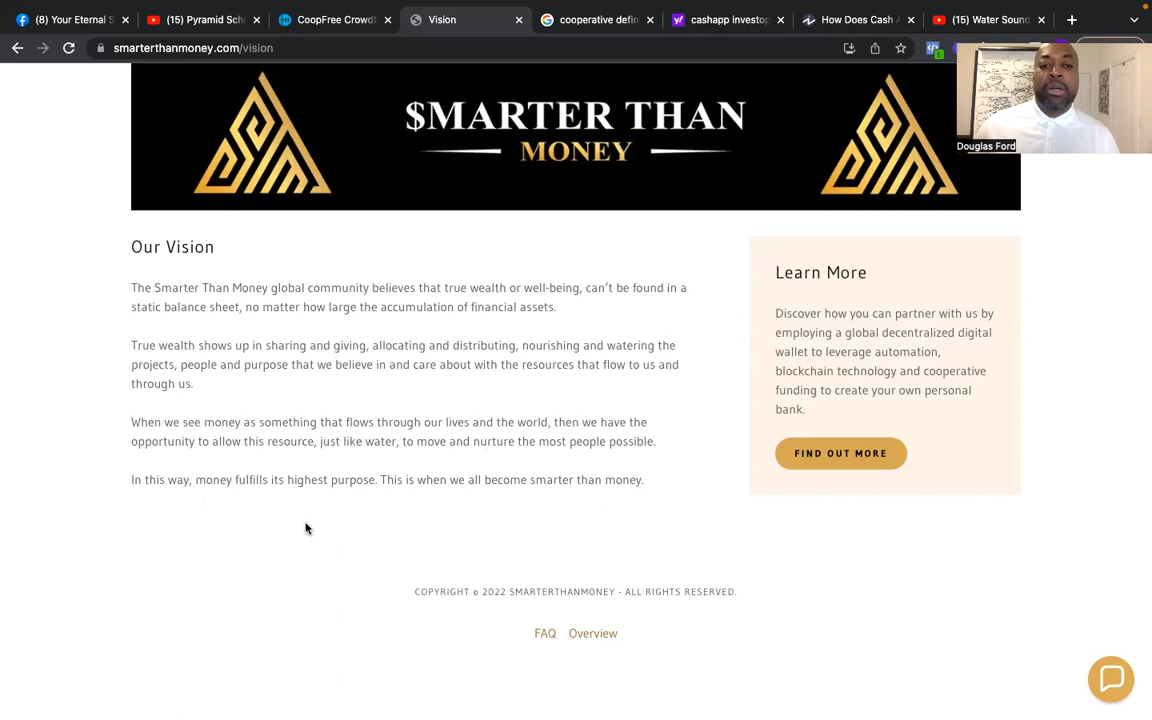 (8) Your Eternal S
(15) Pyramid Sch
CoopFree Crowdf
Vision
cooperative defin
cashapp investop
How Does Cash A
(15) Water Sound
smarterthanmoney.com/vision
1
$MARTER THAN
MONEY
Douglas Ford
Our Vision
The Smarter Than Money global community believes that true wealth or well-being, can’t be found in a
static balance sheet, no matter how large the accumulation of financial assets.
True wealth shows up in sharing and giving, allocating and distributing, nourishing and watering the
projects, people and purpose that we believe in and care about with the resources that flow to us and
through us.
When we see money as something that flows through our lives and the world, then we have the
opportunity to allow this resource, just like water, to move and nurture the most people possible.
In this way, money fulfills its highest purpose. This is when we all become smarter than money.
Learn More
Discover how you can partner with us by
employing a global decentralized digital
wallet to leverage automation,
blockchain technology and cooperative
funding to create your own personal
bank.
FIND OUT MORE
COPYRIGHT © 2022 SMARTERTHANMONEY - ALL RIGHTS RESERVED.
FAQ Overview